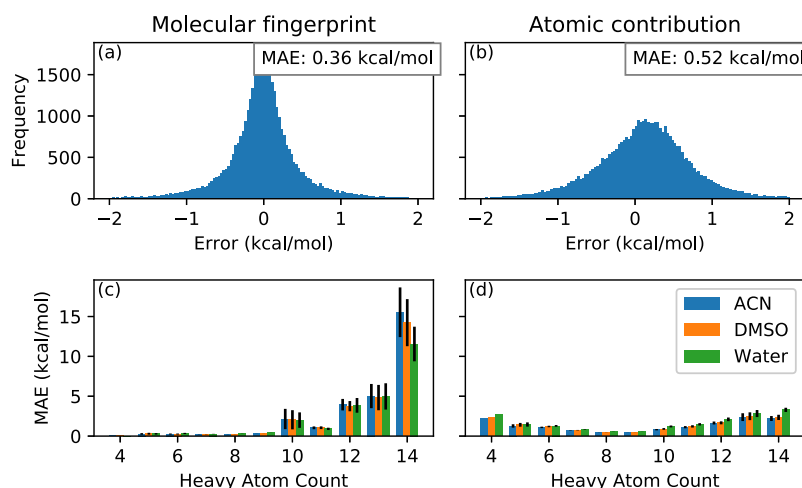 Molecular fingerprint
Atomic contribution
(a)
MAE: 0.36 kcal/mol
(b)
MAE: 0.52 kcal/mol
Frequency
1500
1000
500
0
−2 −1 0 1 2
−2 −1 0 1 2
Error (kcal/mol)
Error (kcal/mol)
(c)
(d)
ACN
DMSO
Water
MAE (kcal/mol)
15
10
5
0
4 6 8 10 12 14
4 6 8 10 12 14
Heavy Atom Count
Heavy Atom Count